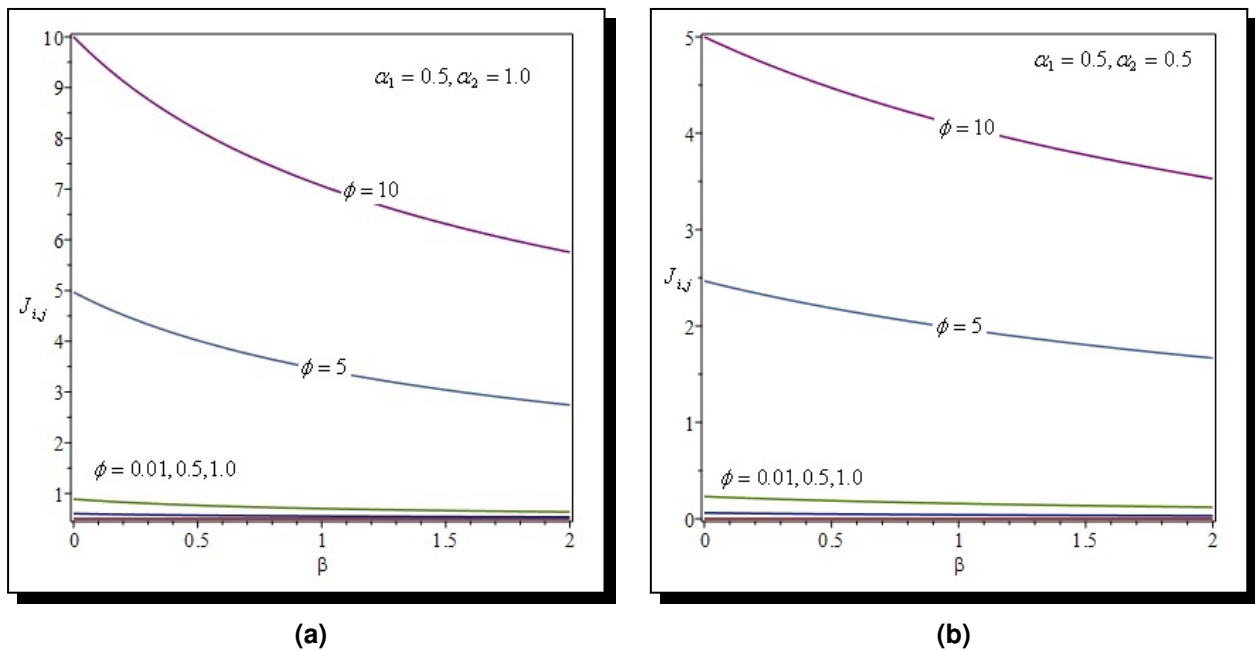 10
9
8
7
6
5
4
3
2
1
J i,j
α₁ = 0.5, α₂ = 1.0
ϕ = 10
ϕ = 5
ϕ = 0.01, 0.5, 1.0
0 0.5 1 1.5 2
β
(a)
5
4
3
2
1
0
J i,j
α₁ = 0.5, α₂ = 0.5
ϕ = 10
ϕ = 5
ϕ = 0.01, 0.5, 1.0
0 0.5 1 1.5 2
β
(b)